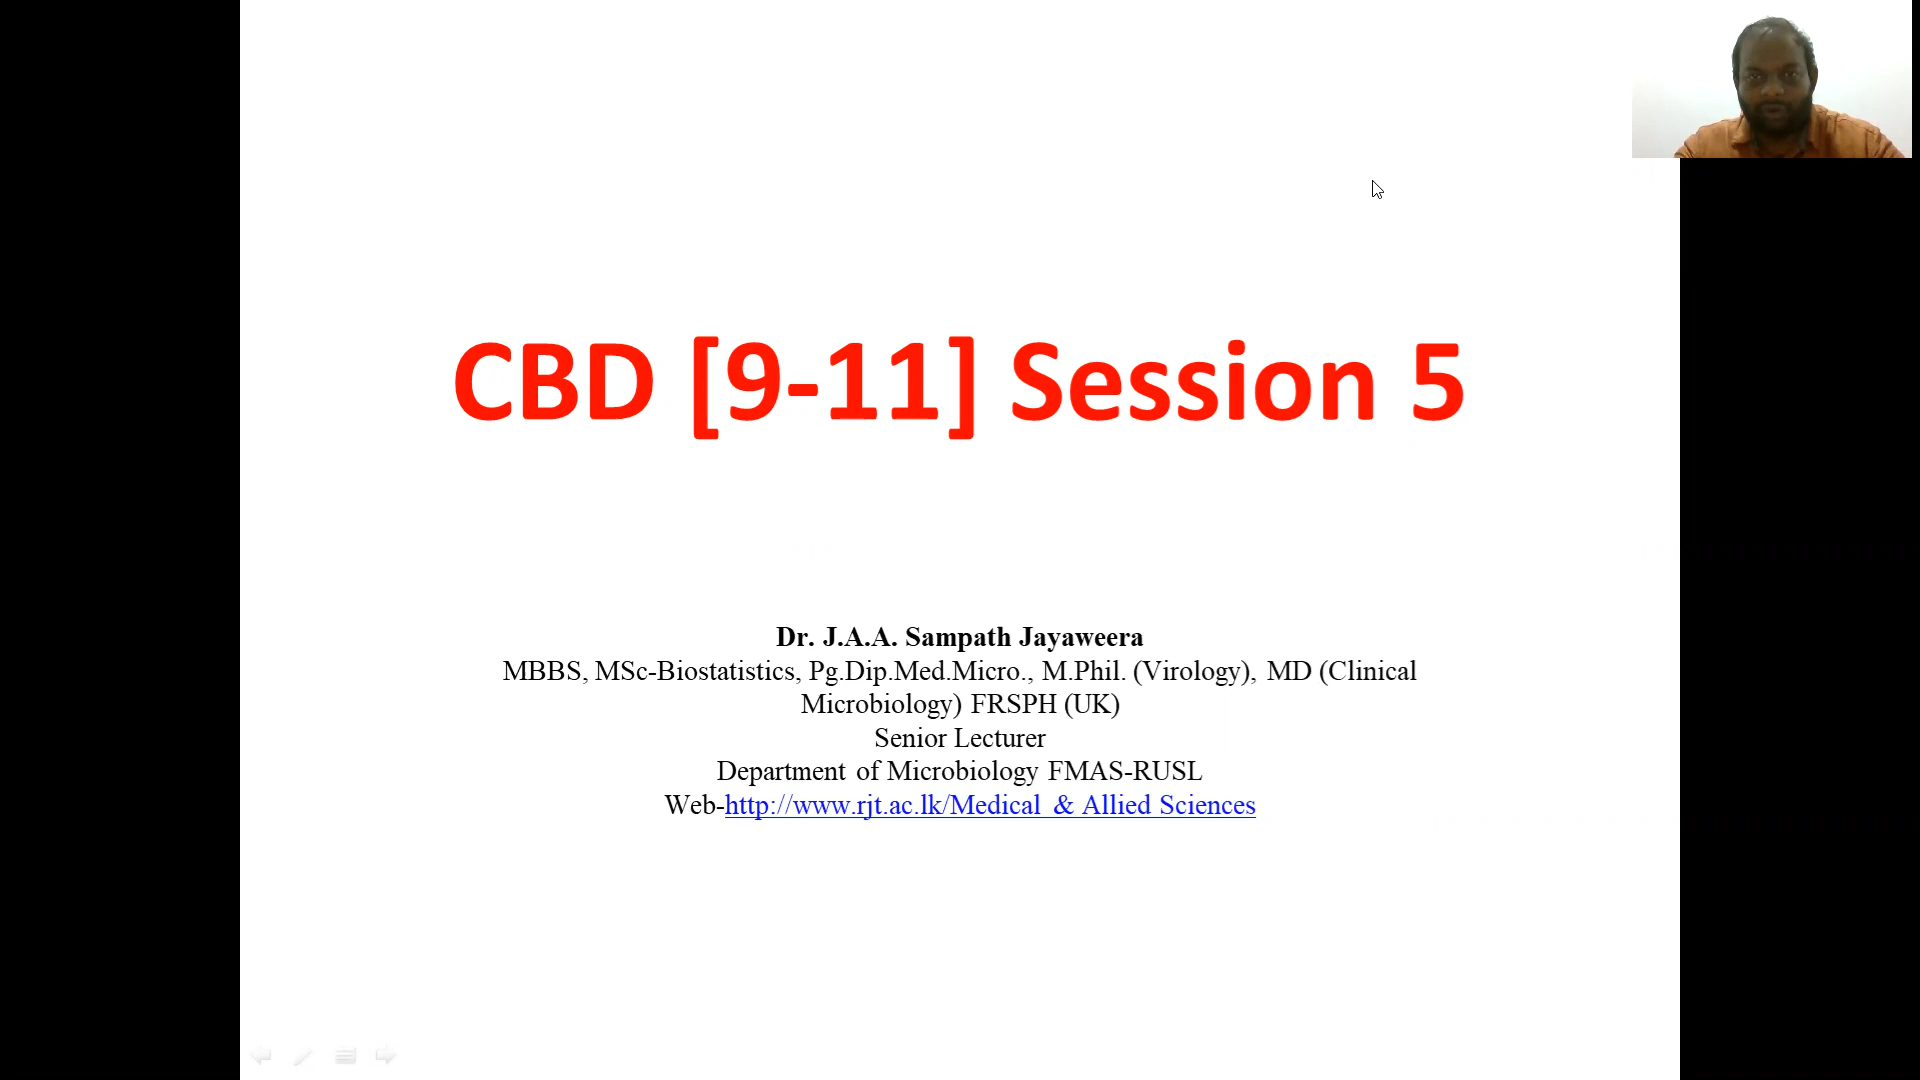 CBD [9-11] Session 5
Dr. J.A.A. Sampath Jayaweera
MBBS, MSc-Biostatistics, Pg.Dip.Med.Micro., M.Phil. (Virology), MD (Clinical
Microbiology) FRSPH (UK)
Senior Lecturer
Department of Microbiology FMAS-RUSL
Web-http://www.rjt.ac.lk/Medical & Allied Sciences